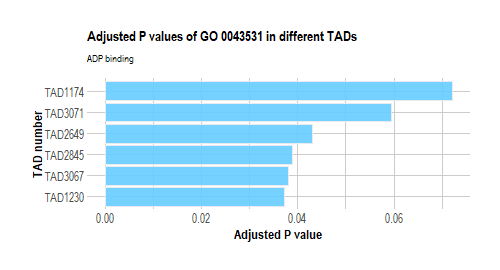 Adjusted P values of GO 0043531 in different TADs
ADP binding
TAD number
TAD1174
TAD3071
TAD2649
TAD2845
TAD3067
TAD1230
0.00 0.02 0.04 0.06
Adjusted P value